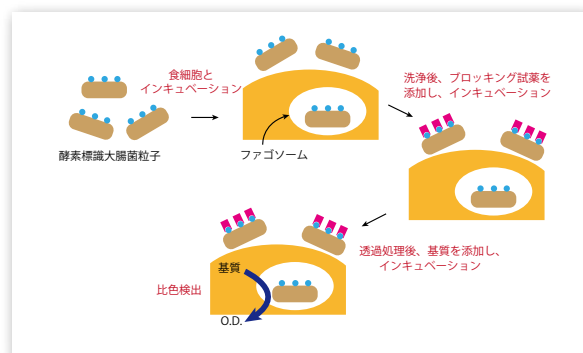 食細胞と
インキュベーション
酵素標識大腸菌粒子
ファゴソーム
洗浄後、ブロッキング試薬を
添加し、インキュベーション
透過処理後、基質を添加し、
インキュベーション
基質
比色検出
O.D.